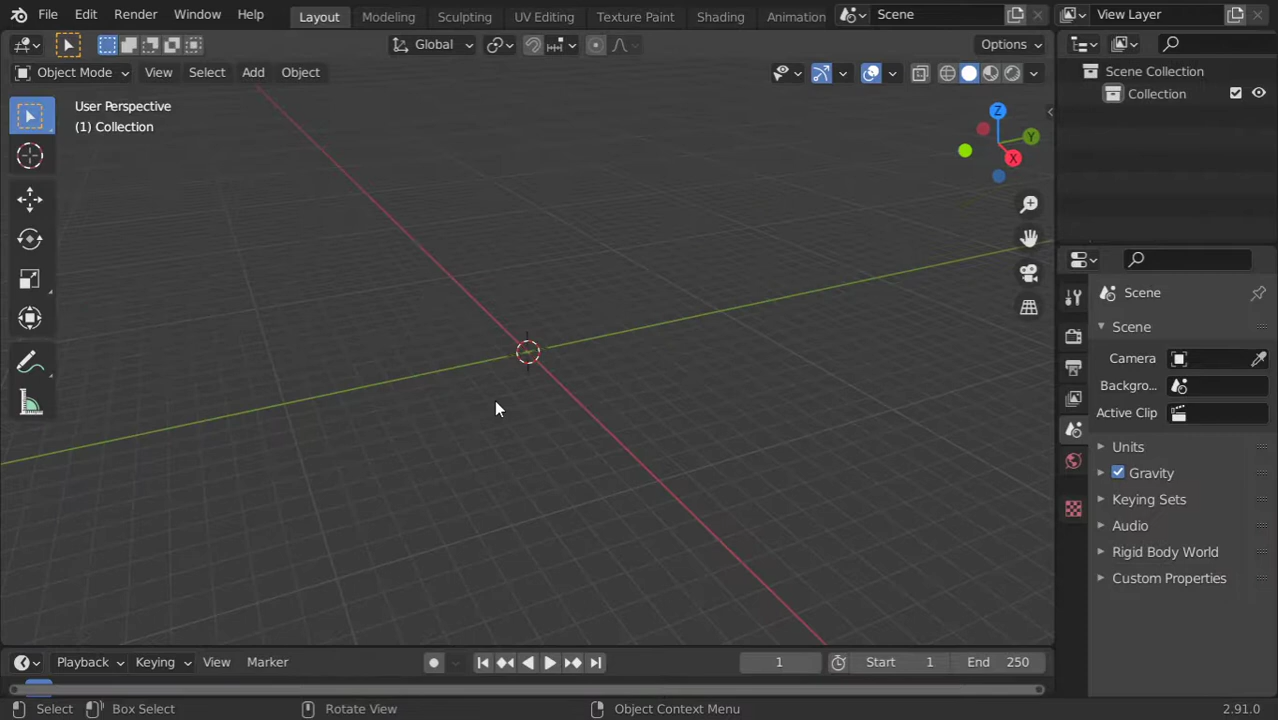 File Edit Render Window Help Layout Modeling Sculpting UV Editing Texture Paint Shading Animation Scene View Layer
Global Options
Object Mode View Select Add Object
User Perspective
(1) Collection
Z
Y
X
Scene Collection
Collection
Scene
Scene
Camera
Backgro...
Active Clip
Units
Gravity
Keying Sets
Audio
Rigid Body World
Custom Properties
Playback Keying View Marker 1 Start 1 End 250
Select Box Select Rotate View Object Context Menu 2.91.0